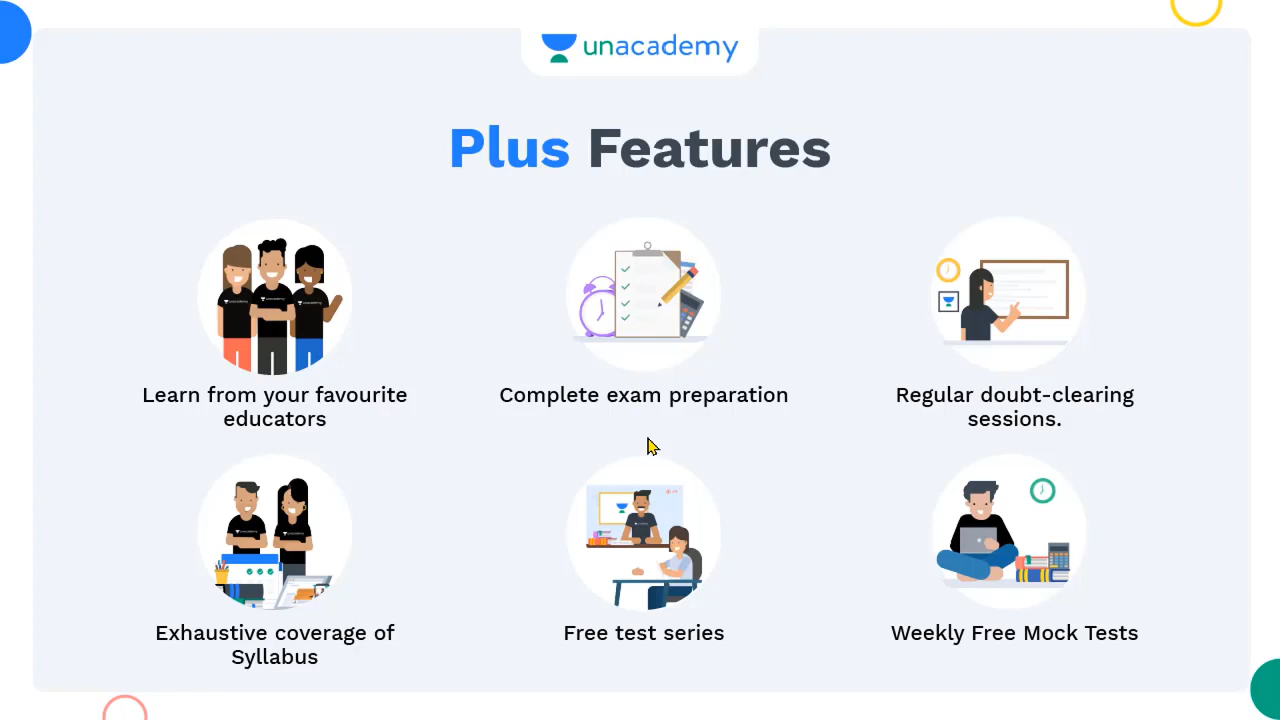 unacademy
Plus Features
Learn from your favourite
educators
Complete exam preparation
Regular doubt-clearing
sessions.
Exhaustive coverage of
Syllabus
Free test series
Weekly Free Mock Tests